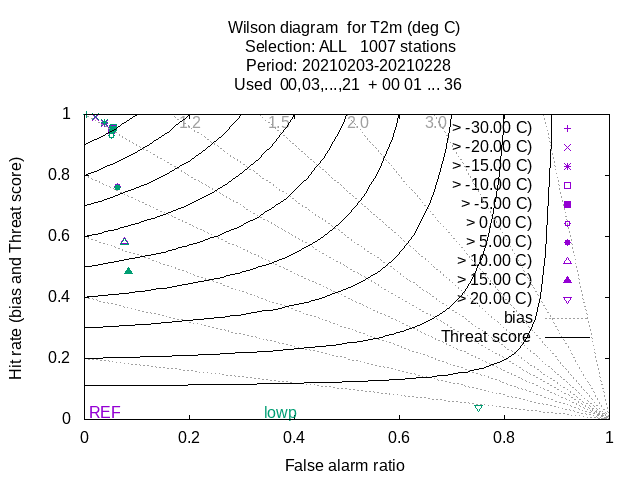 Wilson diagram  for T2m (deg C)
Selection: ALL   1007 stations
Period: 20210203-20210228
Used  00,03,...,21  + 00 01 ... 36
Hit rate (bias and Threat score)
1
0.8
0.6
0.4
0.2
0
1.2
1.5
2.0
3.0
> -30.00 C)
> -20.00 C)
> -15.00 C)
> -10.00 C)
> -5.00 C)
> 0.00 C)
> 5.00 C)
> 10.00 C)
> 15.00 C)
> 20.00 C)
bias
Threat score
REF
lowp
0
0.2
0.4
0.6
0.8
1
False alarm ratio